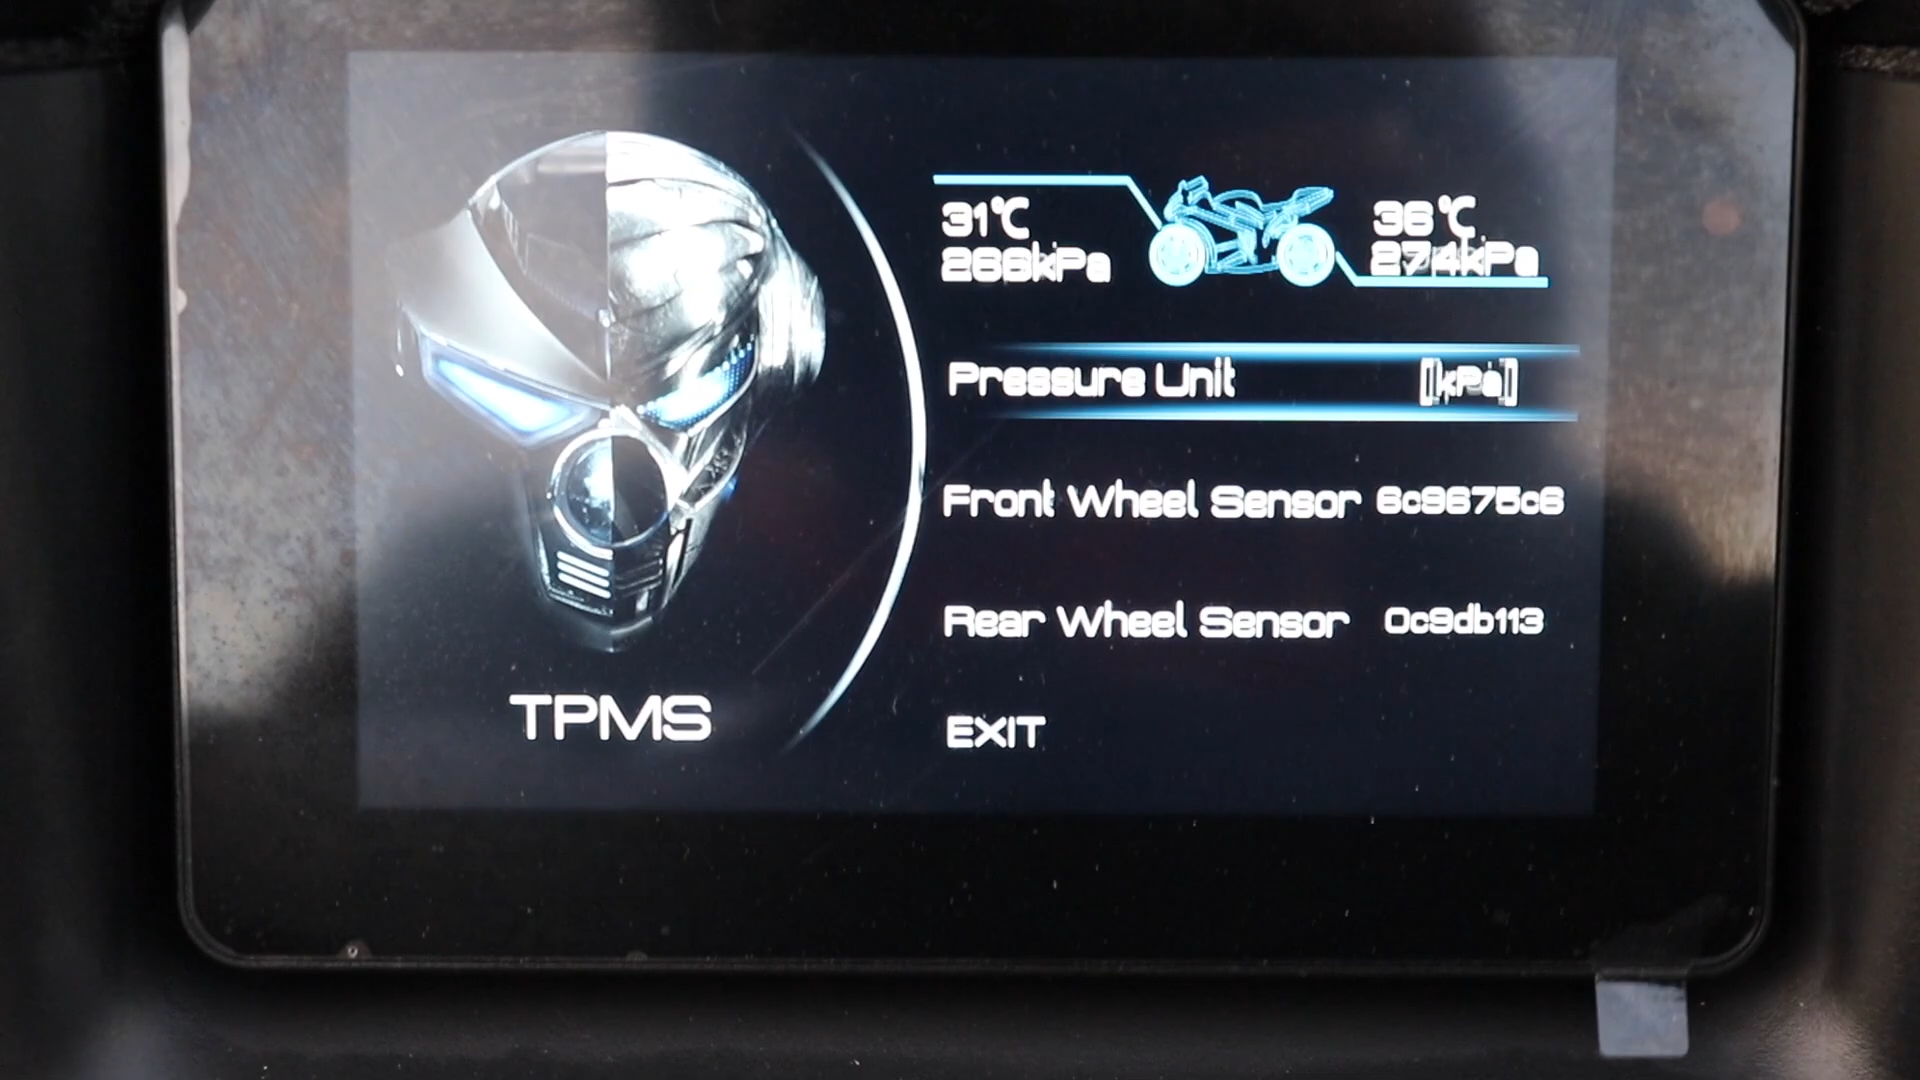 31℃
266kPa
36℃
274kPa
Pressure Unit [kPa]
Front Wheel Sensor 6c9675c6
Rear Wheel Sensor 0c9db113
EXIT
TPMS